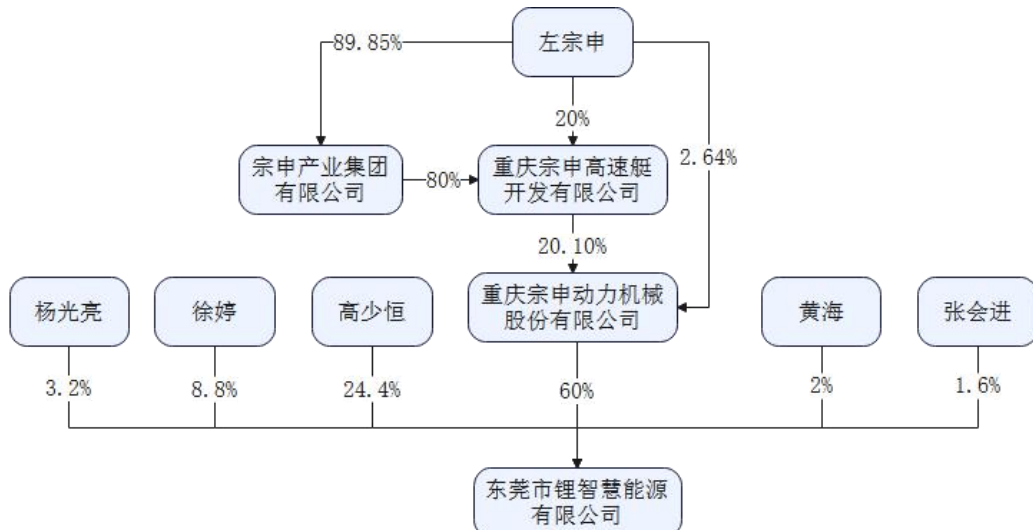 左宗申
89.85%
20%
2.64%
宗申产业集团
有限公司
80%
重庆宗申高速艇
开发有限公司
20.10%
杨光亮
徐婷
高少恒
重庆宗申动力机械
股份有限公司
黄海
张会进
3.2%
8.8%
24.4%
60%
2%
1.6%
东莞市锂智慧能源
有限公司